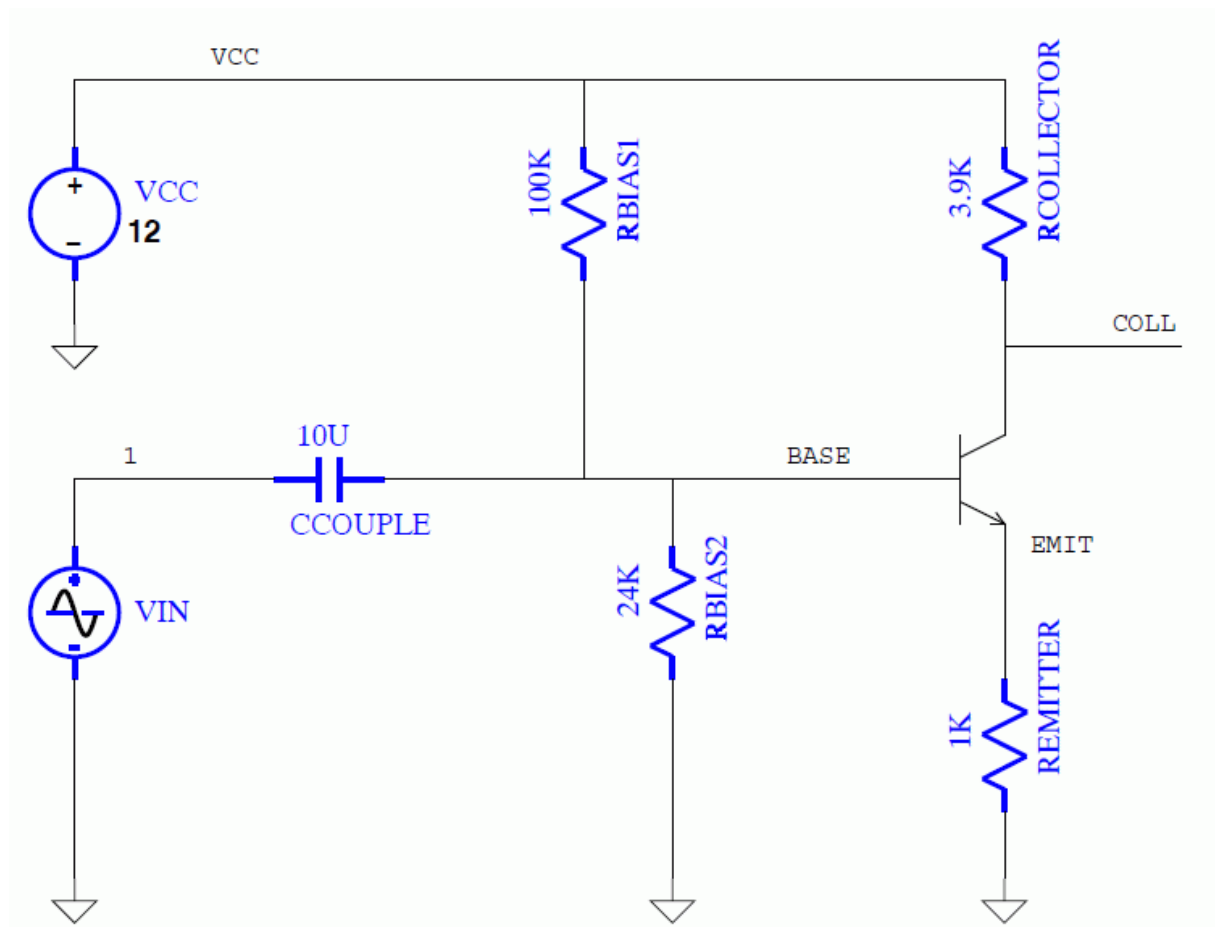 VCC
VCC
12
100K
RBIAS1
3.9K
RCOLLECTOR
COLL
1
10U
CCOUPLE
BASE
EMIT
VIN
24K
RBIAS2
1K
REMITTER